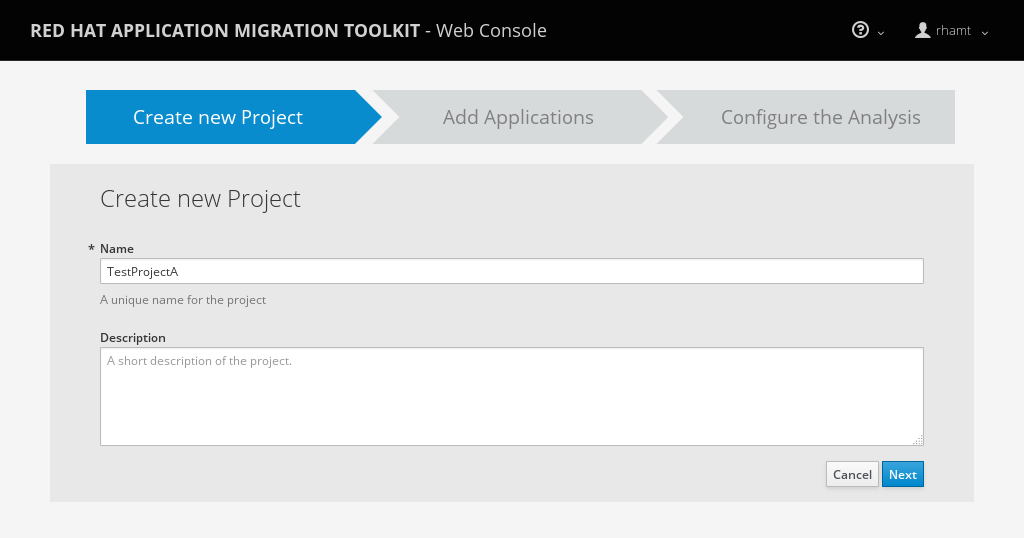 RED HAT APPLICATION MIGRATION TOOLKIT - Web Console
rhamt
Create new Project
Add Applications
Configure the Analysis
Create new Project
* Name
TestProjectA
A unique name for the project
Description
A short description of the project.
Cancel
Next